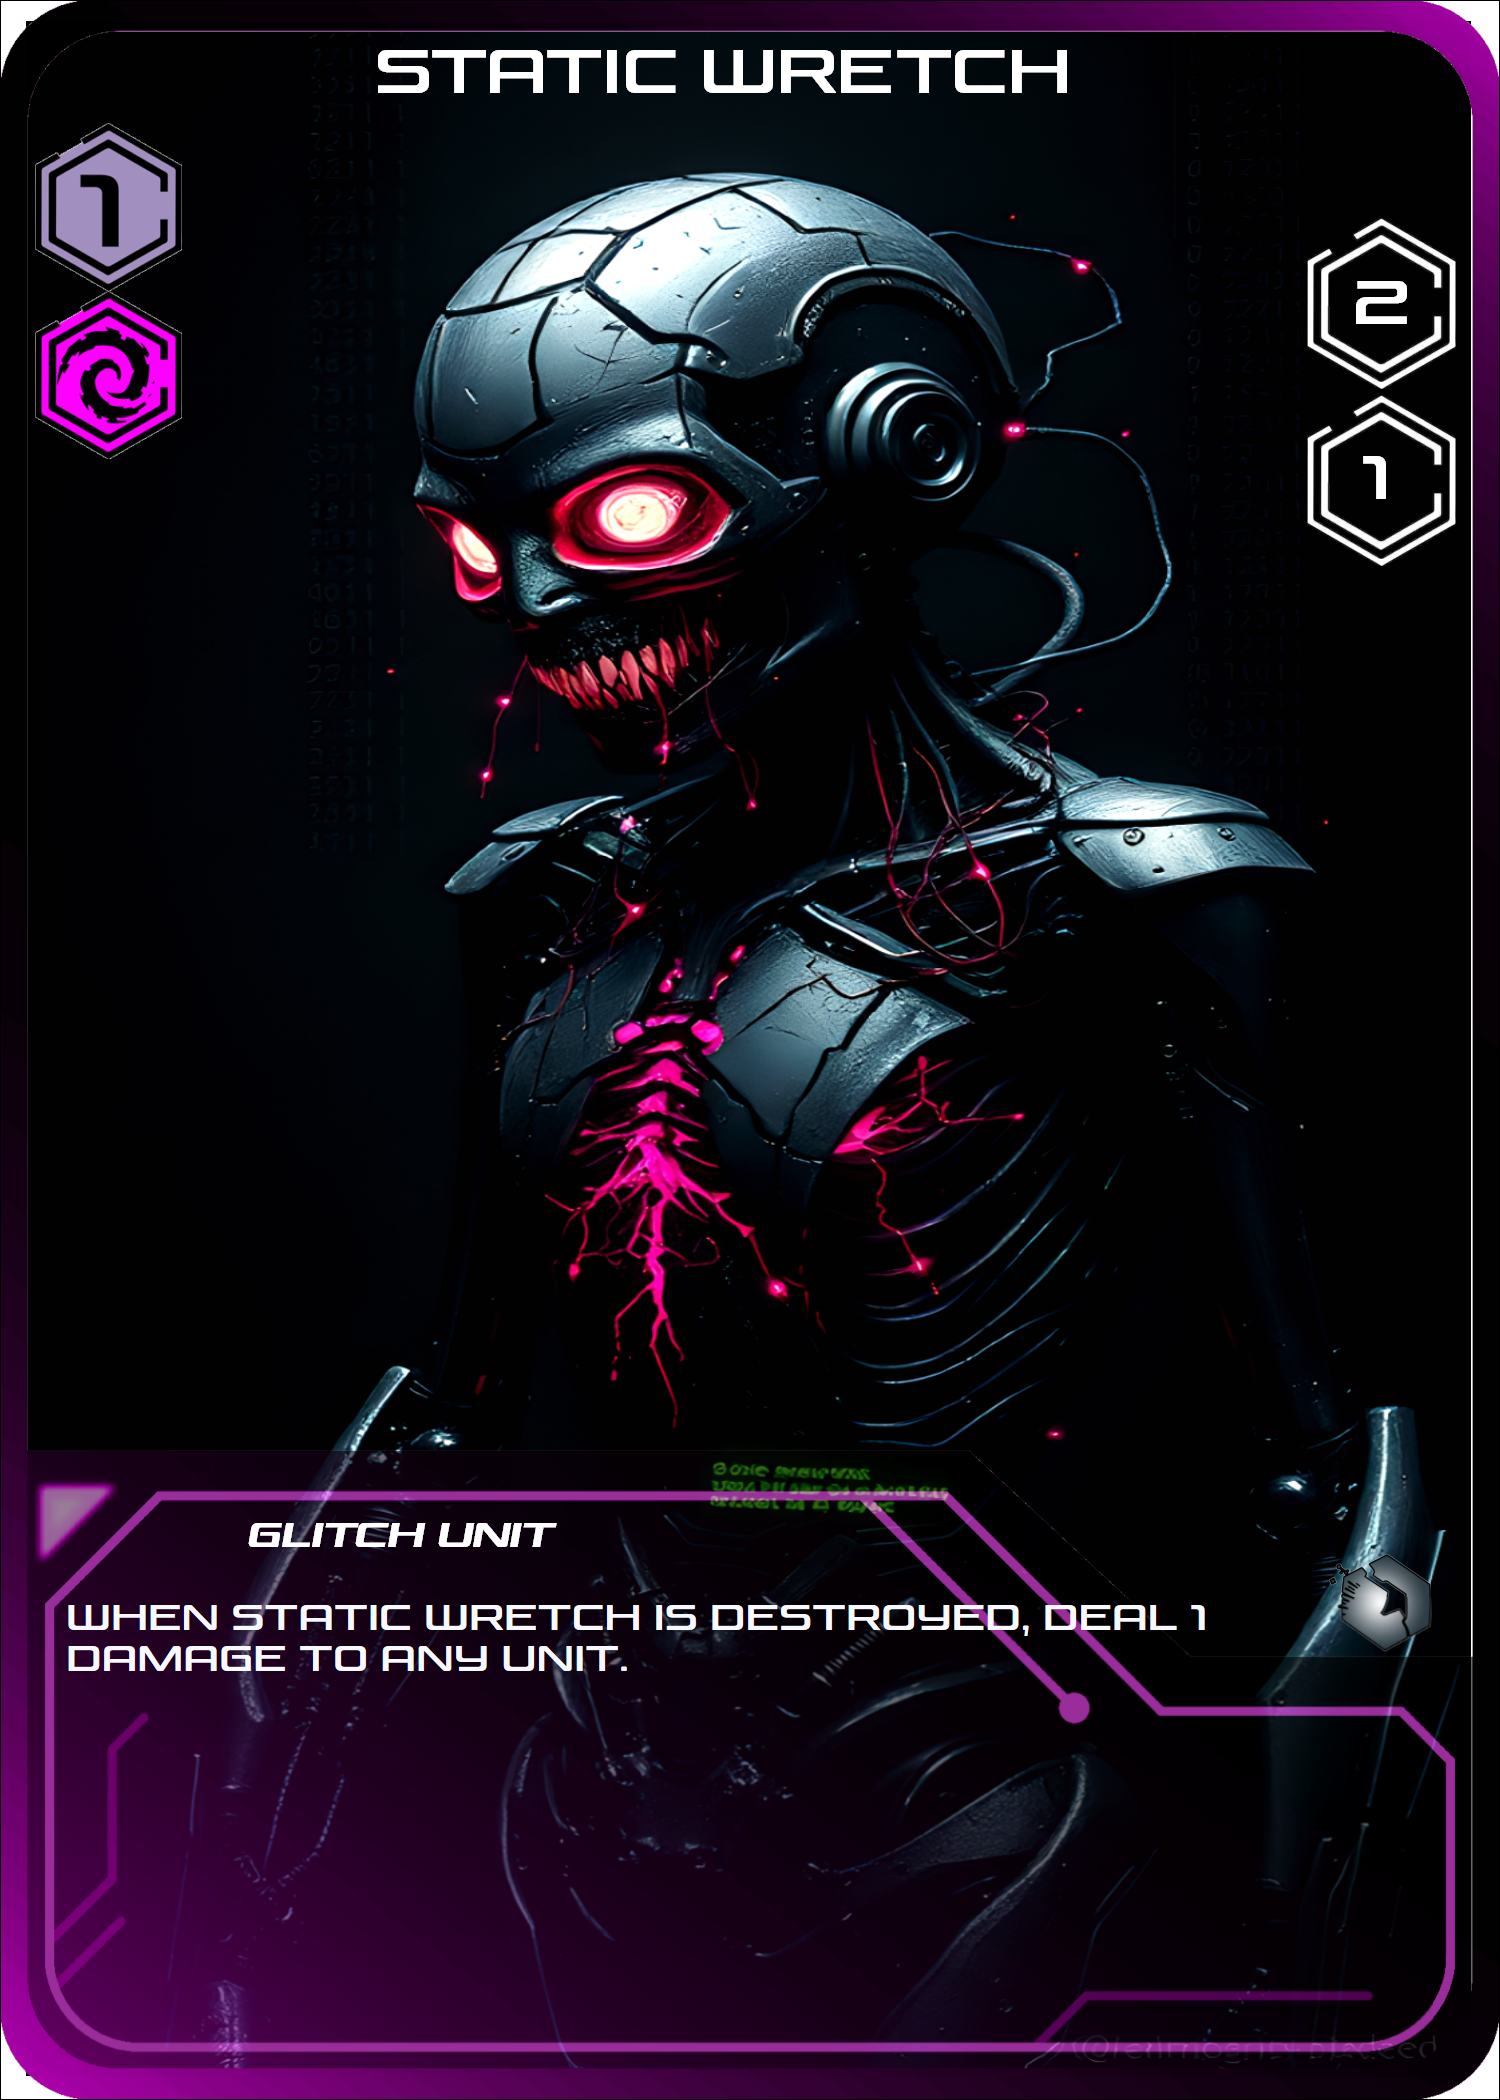 STATIC WRETCH
1
2
1
GLITCH UNIT
WHEN STATIC WRETCH IS DESTROYED, DEAL 1
DAMAGE TO ANY UNIT.